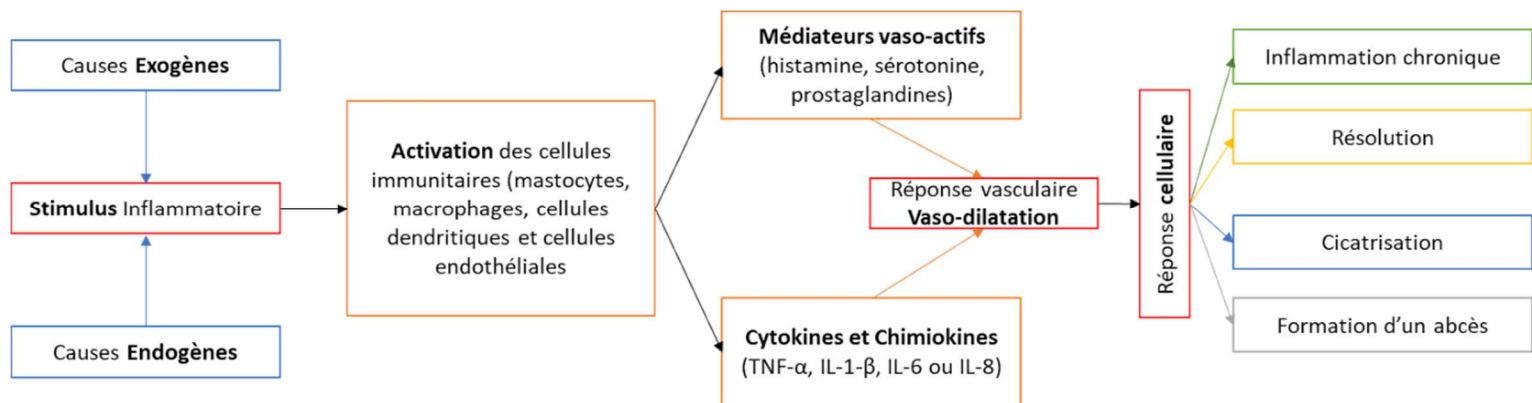 Causes Exogènes
Stimulus Inflammatoire
Causes Endogènes
Activation des cellules
immunitaires (mastocytes,
macrophages, cellules
dendritiques et cellules
endothéliales
Médiateurs vaso-actifs
(histamine, sérotonine,
prostaglandines)
Cytokines et Chimiokines
(TNF-α, IL-1-β, IL-6 ou IL-8)
Réponse vasculaire
Vaso-dilatation
Réponse cellulaire
Inflammation chronique
Résolution
Cicatrisation
Formation d’un abcès